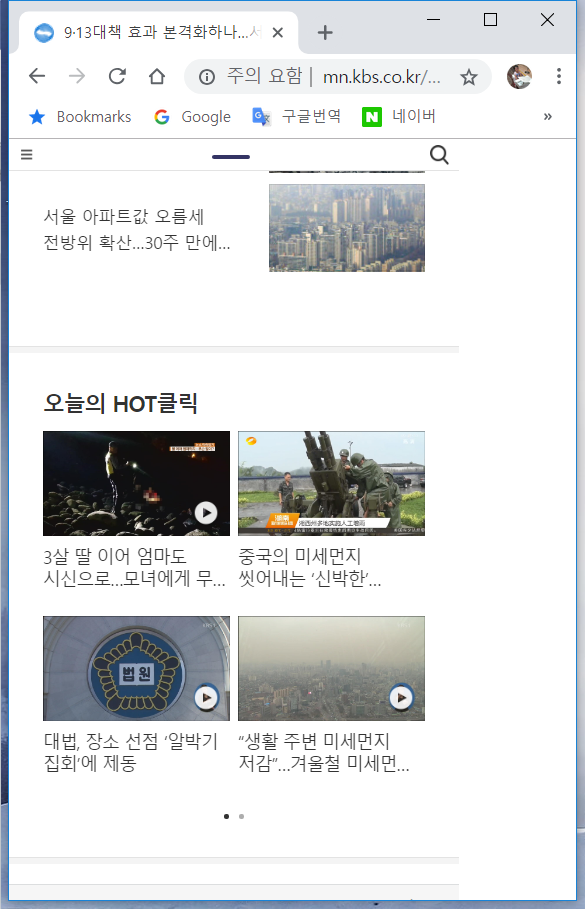 9·13대책 효과 본격화하나...서
주의 요함 | mn.kbs.co.kr/...
Bookmarks Google 구글번역 네이버 »
서울 아파트값 오름세
전방위 확산...30주 만에...
오늘의 HOT클릭
3살 딸 이어 엄마도
시신으로...모녀에게 무...
중국의 미세먼지
씻어내는 ‘신박한’...
법원
대법, 장소 선점 ‘알박기
집회’에 제동
“생활 주변 미세먼지
저감”...겨울철 미세먼...